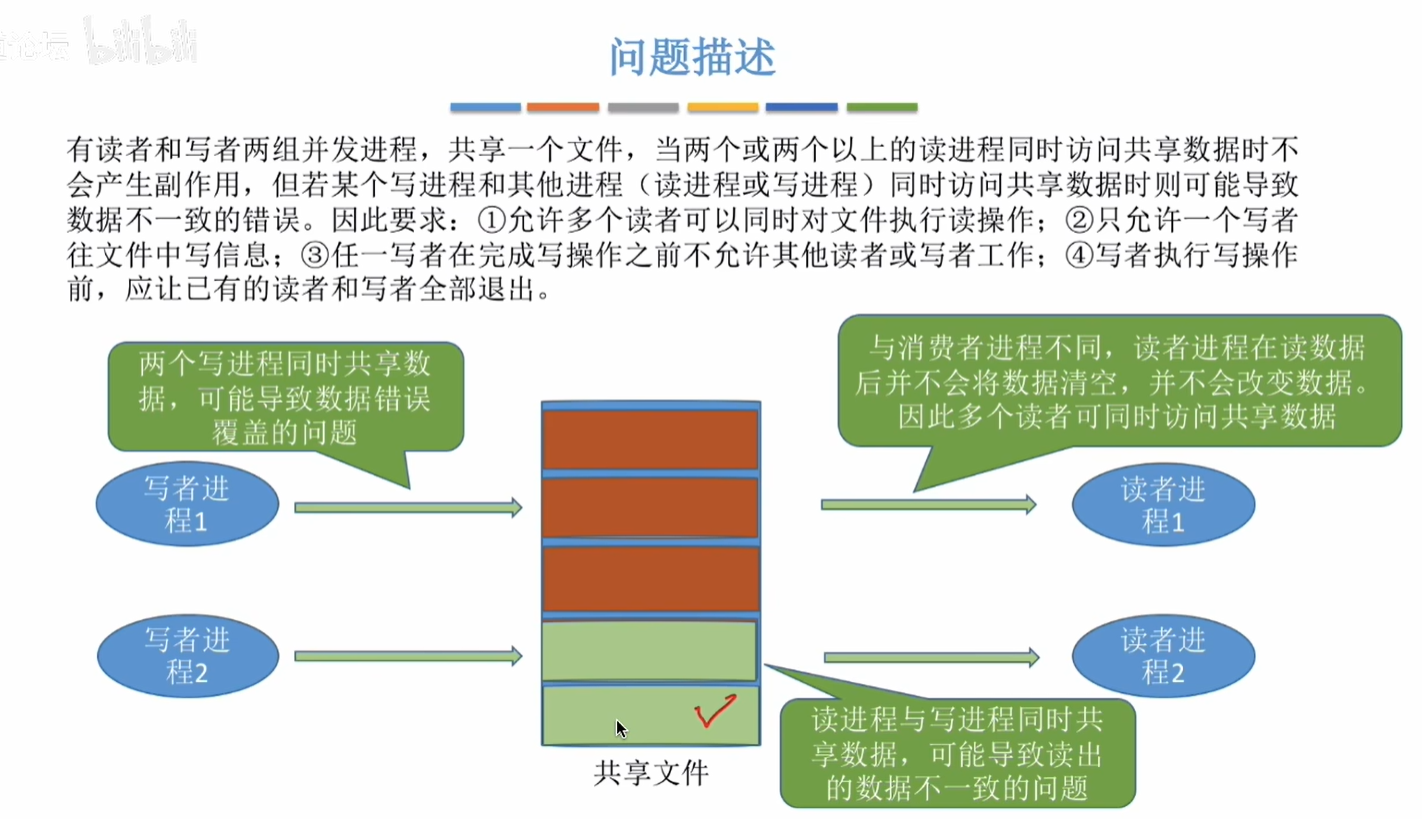 论坛 bilibili
问题描述
有读者和写者两组并发进程，共享一个文件，当两个或两个以上的读进程同时访问共享数据时不
会产生副作用，但若某个写进程和其他进程（读进程或写进程）同时访问共享数据时则可能导致
数据不一致的错误。因此要求：①允许多个读者可以同时对文件执行读操作；②只允许一个写者
往文件中写信息；③任一写者在完成写操作之前不允许其他读者或写者工作；④写者执行写操作
前，应让已有的读者和写者全部退出。
两个写进程同时共享数
据，可能导致数据错误
覆盖的问题
与消费者进程不同，读者进程在读数据
后并不会将数据清空，并不会改变数据。
因此多个读者可同时访问共享数据
写者进
程1
读者进
程1
写者进
程2
读者进
程2
读进程与写进程同时共
享数据，可能导致读出
的数据不一致的问题
共享文件